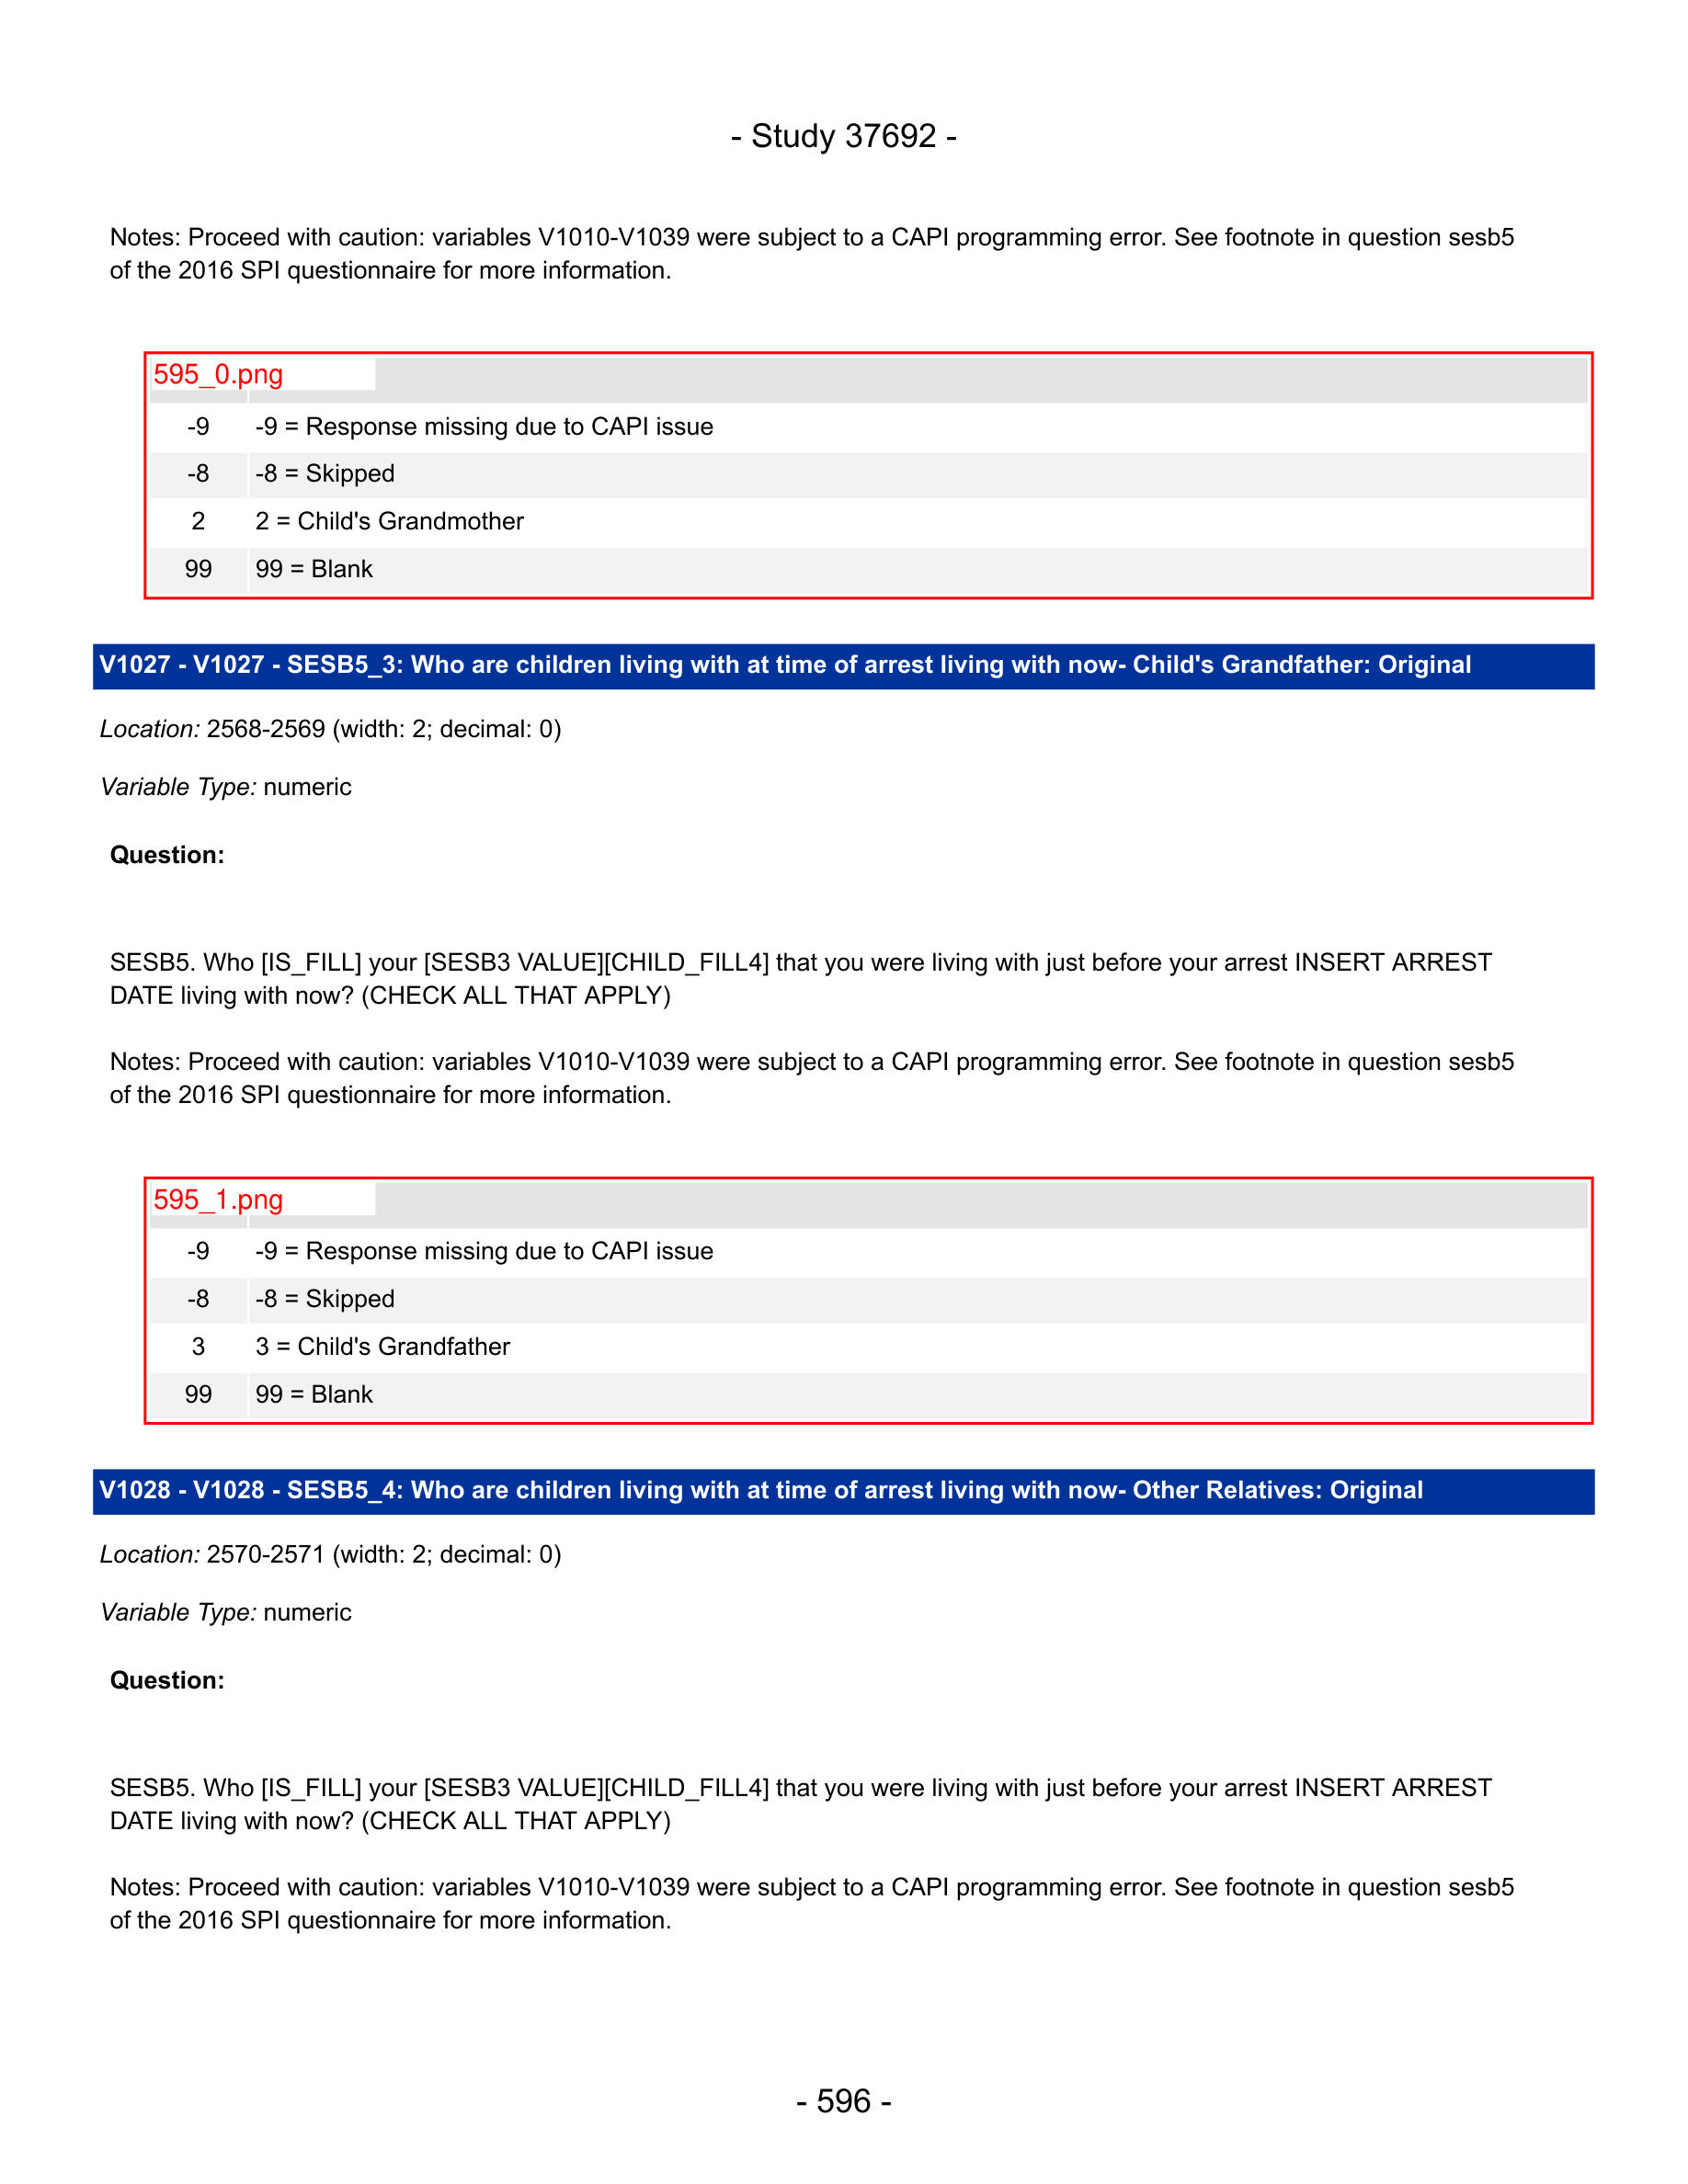 - Study 37692 -
Notes: Proceed with caution: variables V1010-V1039 were subject to a CAPI programming error. See footnote in question sesb5
of the 2016 SPI questionnaire for more information.
595_0.png
-9 -9 = Response missing due to CAPI issue
-8 -8 = Skipped
2 2 = Child's Grandmother
99 99 = Blank
V1027 - V1027 - SESB5_3: Who are children living with at time of arrest living with now- Child's Grandfather: Original
Location: 2568-2569 (width: 2; decimal: 0)
Variable Type: numeric
Question:
SESB5. Who [IS_FILL] your [SESB3 VALUE][CHILD_FILL4] that you were living with just before your arrest INSERT ARREST
DATE living with now? (CHECK ALL THAT APPLY)
Notes: Proceed with caution: variables V1010-V1039 were subject to a CAPI programming error. See footnote in question sesb5
of the 2016 SPI questionnaire for more information.
595_1.png
-9 -9 = Response missing due to CAPI issue
-8 -8 = Skipped
3 3 = Child's Grandfather
99 99 = Blank
V1028 - V1028 - SESB5_4: Who are children living with at time of arrest living with now- Other Relatives: Original
Location: 2570-2571 (width: 2; decimal: 0)
Variable Type: numeric
Question:
SESB5. Who [IS_FILL] your [SESB3 VALUE][CHILD_FILL4] that you were living with just before your arrest INSERT ARREST
DATE living with now? (CHECK ALL THAT APPLY)
Notes: Proceed with caution: variables V1010-V1039 were subject to a CAPI programming error. See footnote in question sesb5
of the 2016 SPI questionnaire for more information.
- 596 -